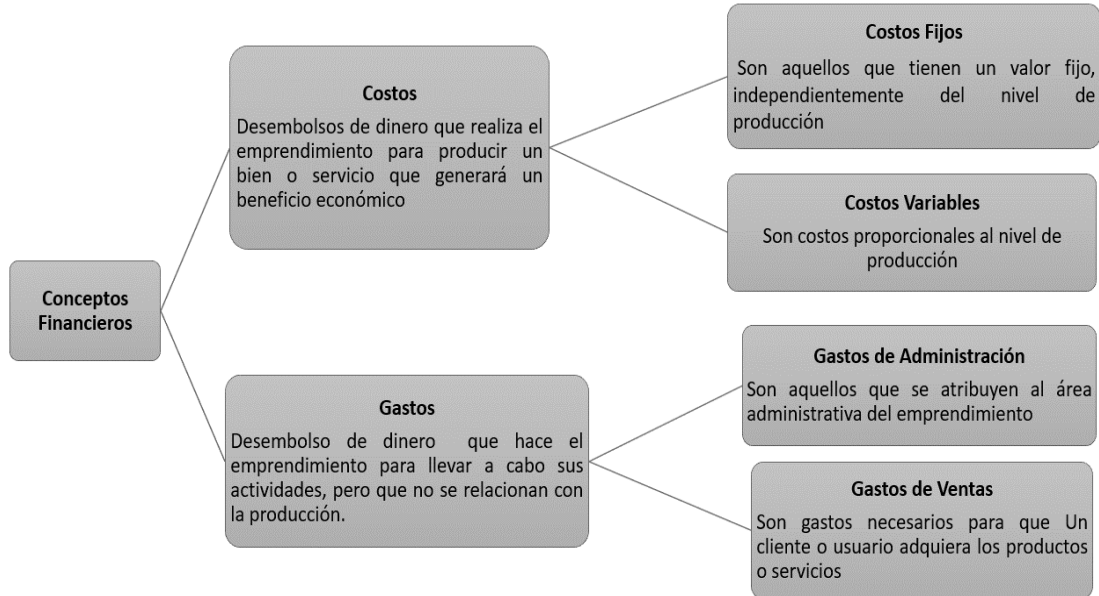 Conceptos
Financieros
Costos
Desembolsos de dinero que realiza el
emprendimiento para producir un
bien o servicio que generará un
beneficio económico
Costos Fijos
Son aquellos que tienen un valor fijo,
independientemente del nivel de
producción
Costos Variables
Son costos proporcionales al nivel de
producción
Gastos
Desembolso de dinero que hace el
emprendimiento para llevar a cabo sus
actividades, pero que no se relacionan con
la producción.
Gastos de Administración
Son aquellos que se atribuyen al área
administrativa del emprendimiento
Gastos de Ventas
Son gastos necesarios para que Un
cliente o usuario adquiera los productos
o servicios